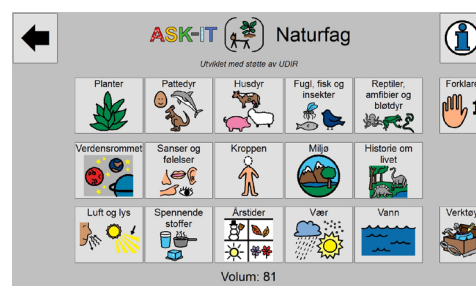 ASK-IT Naturfag
Utviklet med støtte av UDIR
Planter
Pattedyr
Husdyr
Fugl, fisk og
insekter
Reptiler,
amfibier og
bløtdyr
Forklare
Verdensrommet
Sanser og
følelser
Kroppen
Miljø
Historie om
livet
Luft og lys
Spennende
stoffer
Årstider
Vær
Vann
Verktøy
Volum: 81